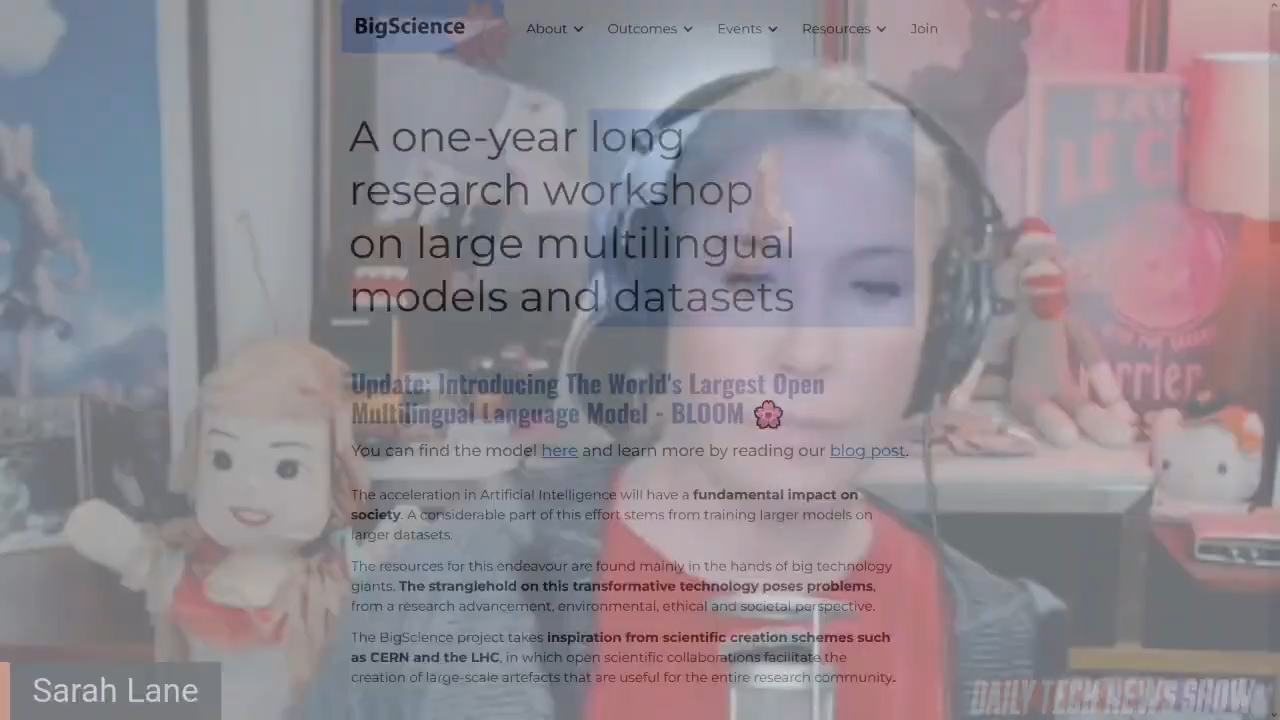 BigScience
About
Outcomes
Events
Resources
Join
A one-year long
research workshop
on large multilingual
models and datasets
Update: Introducing The World's Largest Open
Multilingual Language Model - BLOOM 🌸
You can find the model here and learn more by reading our blog post.
The acceleration in Artificial Intelligence will have a fundamental impact on
society. A considerable part of this effort stems from training larger models on
larger datasets.
The resources for this endeavour are found mainly in the hands of big technology
giants. The stranglehold on this transformative technology poses problems,
from a research advancement, environmental, ethical and societal perspective.
The BigScience project takes inspiration from scientific creation schemes such
as CERN and the LHC, in which open scientific collaborations facilitate the
creation of large-scale artefacts that are useful for the entire research community.
Sarah Lane
DAILY TECH NEWS SHOW